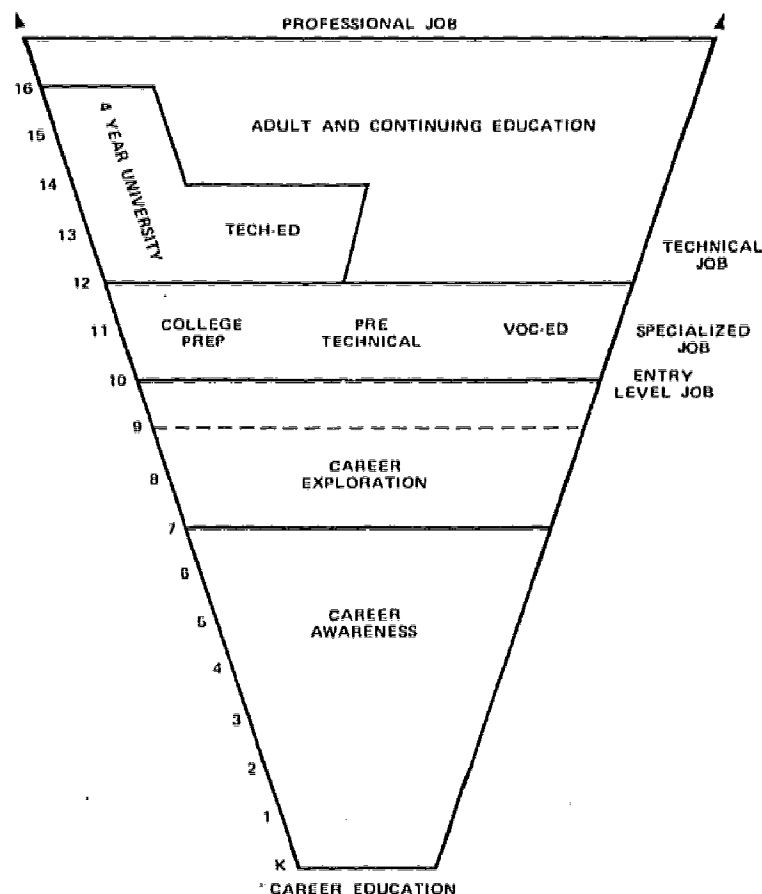 PROFESSIONAL JOB
16
ADULT AND CONTINUING EDUCATION
4 YEAR UNIVERSITY
15
14
13
TECH-ED
TECHNICAL
JOB
12
11
COLLEGE
PREP
PRE
TECHNICAL
VOC-ED
SPECIALIZED
JOB
10
ENTRY
LEVEL JOB
9
8
CAREER
EXPLORATION
7
6
5
CAREER
AWARENESS
4
3
2
1
K
CAREER EDUCATION